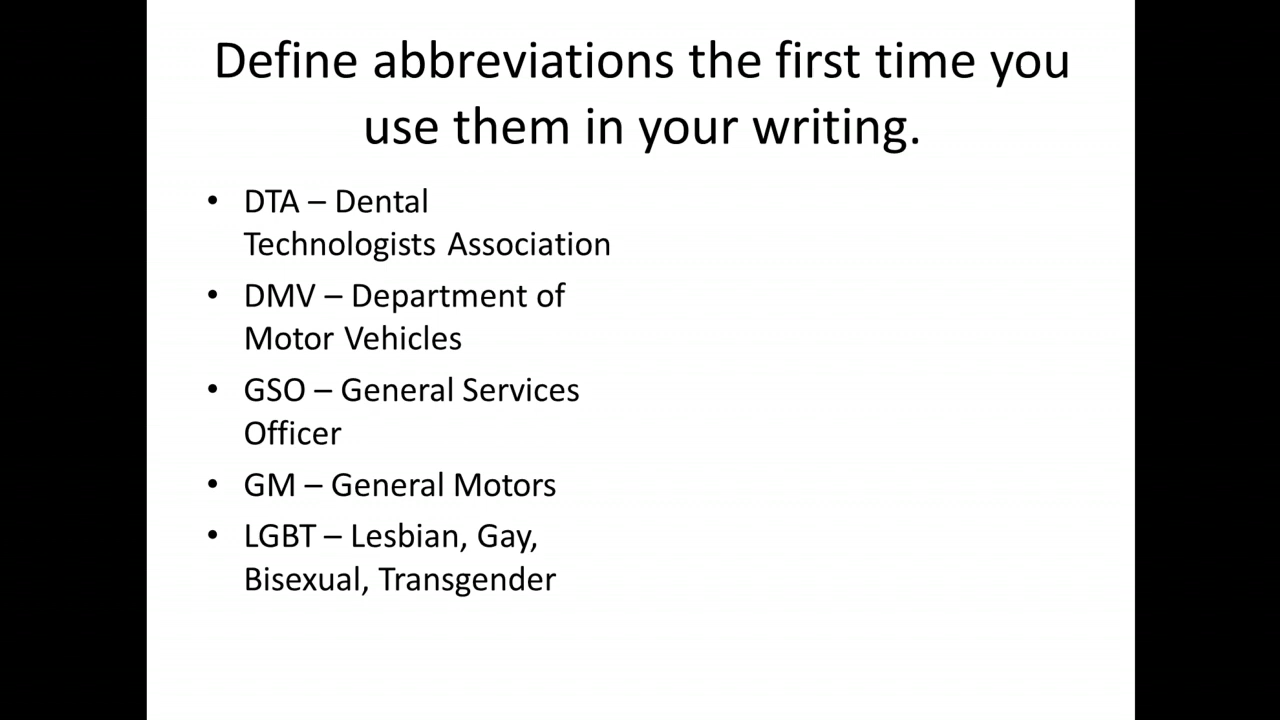 Define abbreviations the first time you
use them in your writing.
• DTA – Dental
Technologists Association
• DMV – Department of
Motor Vehicles
• GSO – General Services
Officer
• GM – General Motors
• LGBT – Lesbian, Gay,
Bisexual, Transgender